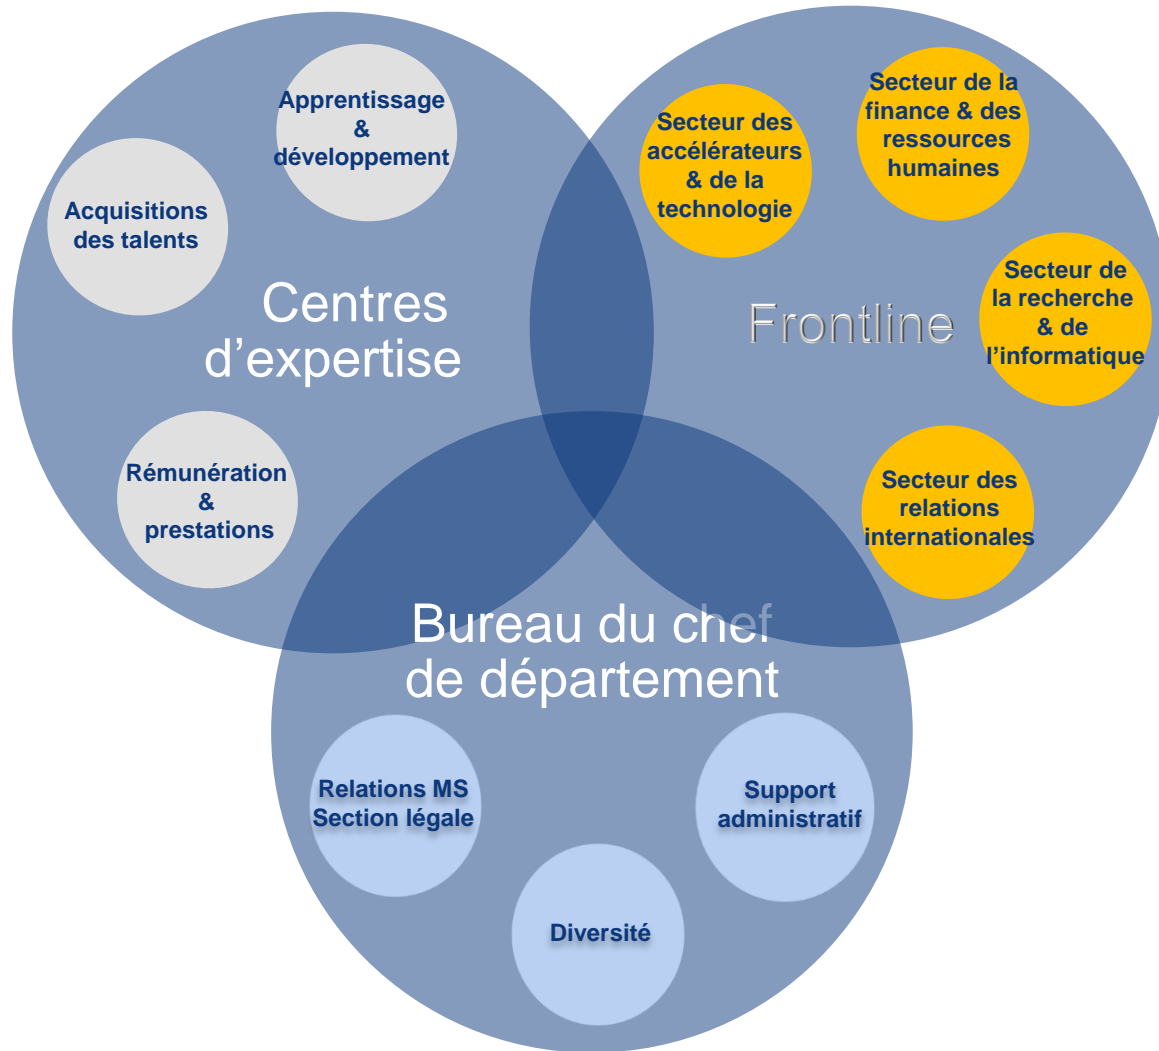 Apprentissage
&
développement
Acquisitions
des talents
Centres
d’expertise
Rémunération
&
prestations
Secteur des
accélérateurs
& de la
technologie
Secteur de la
finance & des
ressources
humaines
Frontline
Secteur de
la recherche
& de
l’informatique
Secteur des
relations
internationales
Bureau du chef
de département
Relations MS
Section légale
Support
administratif
Diversité